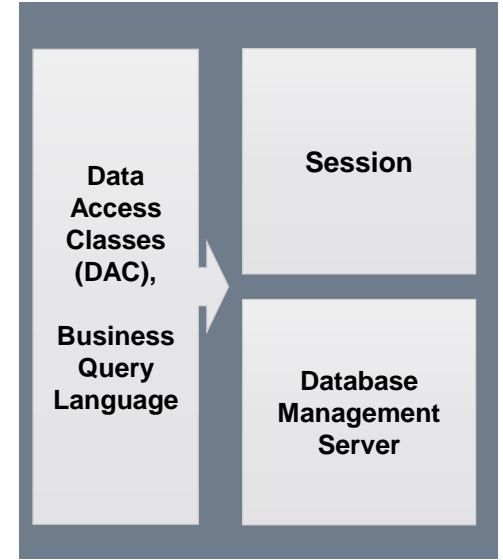 Data
Access
Classes
(DAC),
Business
Query
Language
Session
Database
Management
Server